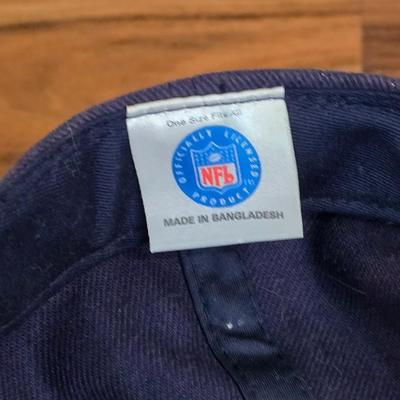 One Size Fits All
OFFICIALLY LICENSED
NFL
PRODUCT
MADE IN BANGLADESH